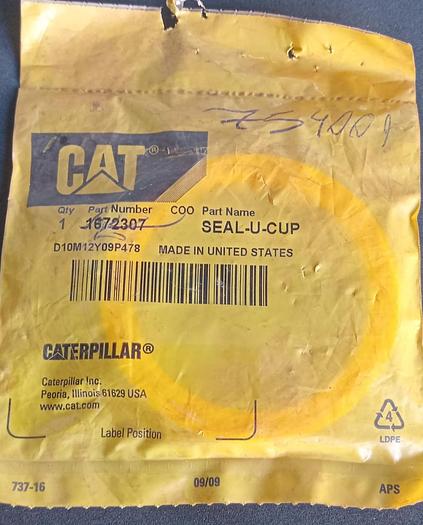 754001
CAT®
Qty Part Number COO Part Name
1 1672307 SEAL-U-CUP
D10M12Y09P478 MADE IN UNITED STATES
CATERPILLAR®
Caterpillar Inc.
Peoria, Illinois 61629 USA
www.cat.com
4
LDPE
Label Position
737-16 09/09 APS